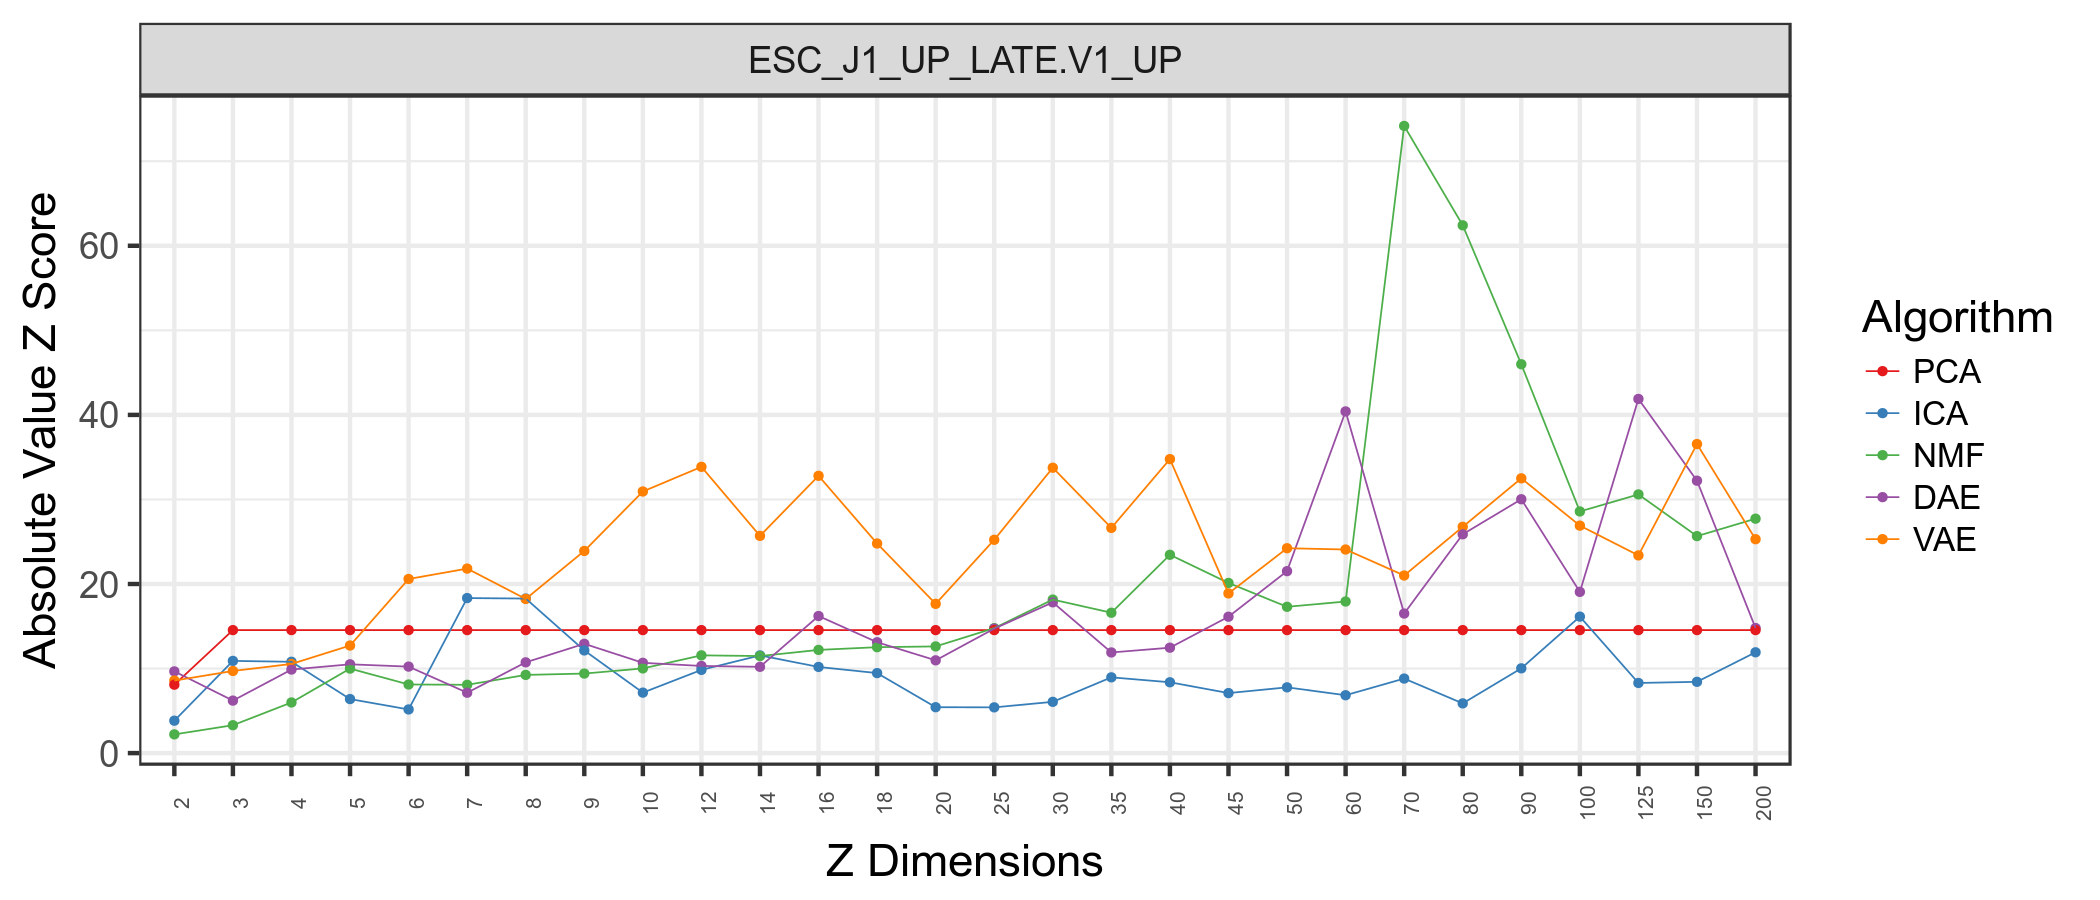 ESC_J1_UP_LATE.V1_UP
Absolute Value Z Score
60
40
20
0
2 3 4 5 6 7 8 9 10 12 14 16 18 20 25 30 35 40 45 50 60 70 80 90 100 125 150 200
Z Dimensions
Algorithm
PCA
ICA
NMF
DAE
VAE